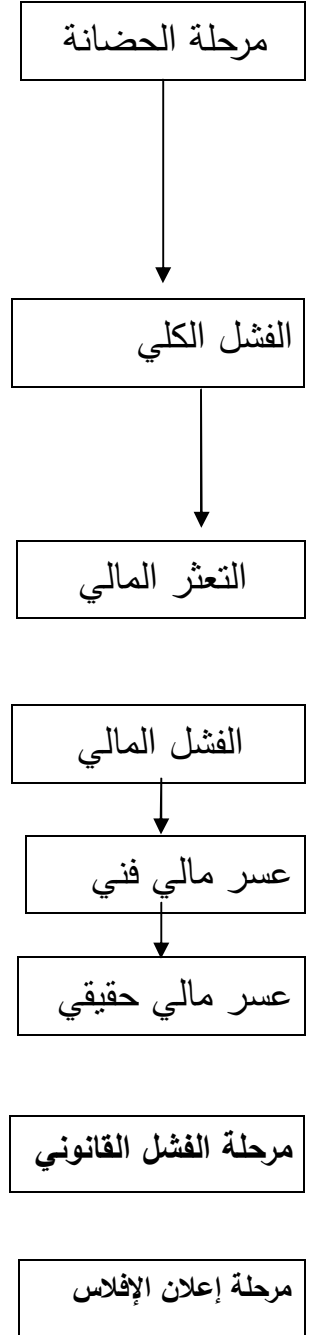 مرحلة الحضانة
الفشل الكلي
التعثر المالي
الفشل المالي
عسر مالي فني
عسر مالي حقيقي
مرحلة الفشل القانوني
مرحلة إعلان الإفلاس